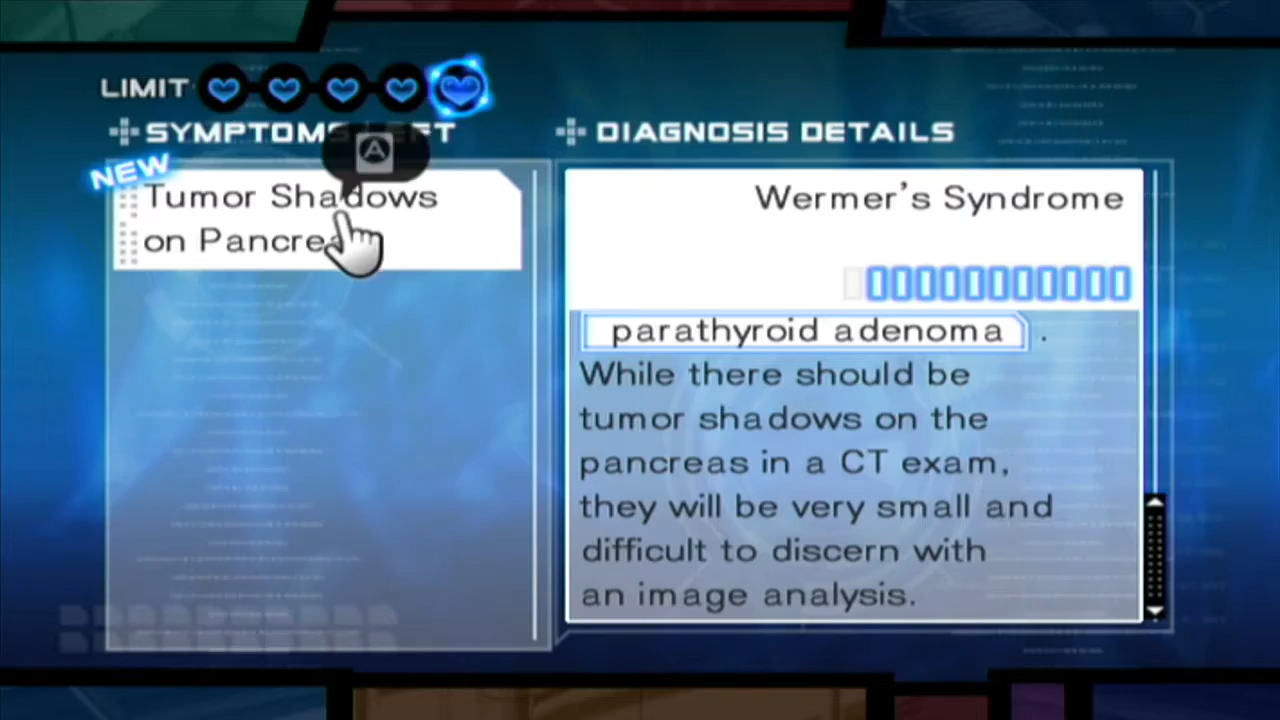 LIMIT
SYMPTOMS LEFT
DIAGNOSIS DETAILS
NEW
A
Tumor Shadows
on Pancreas
Wermer's Syndrome
parathyroid adenoma .
While there should be
tumor shadows on the
pancreas in a CT exam,
they will be very small and
difficult to discern with
an image analysis.